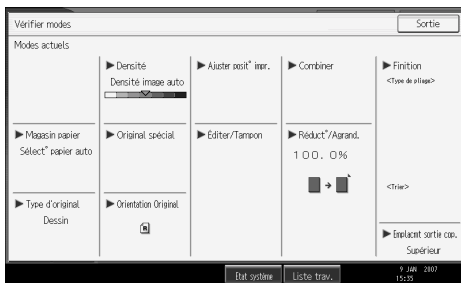 Vérifier modes
Sortie
Modes actuels
► Densité
Densité image auto
► Ajuster posit° impr.
► Combiner
► Finition
<Type de pliage>
► Magasin papier
Sélect° papier auto
► Original spécial
► Éditer/Tampon
► Réduct°/Agrand.
100. 0%
<Trier>
► Type d'original
Dessin
► Orientation Original
R
► Emplacmt sortie cop.
Supérieur
Etat système
Liste trav.
9 JAN 2007
15:35